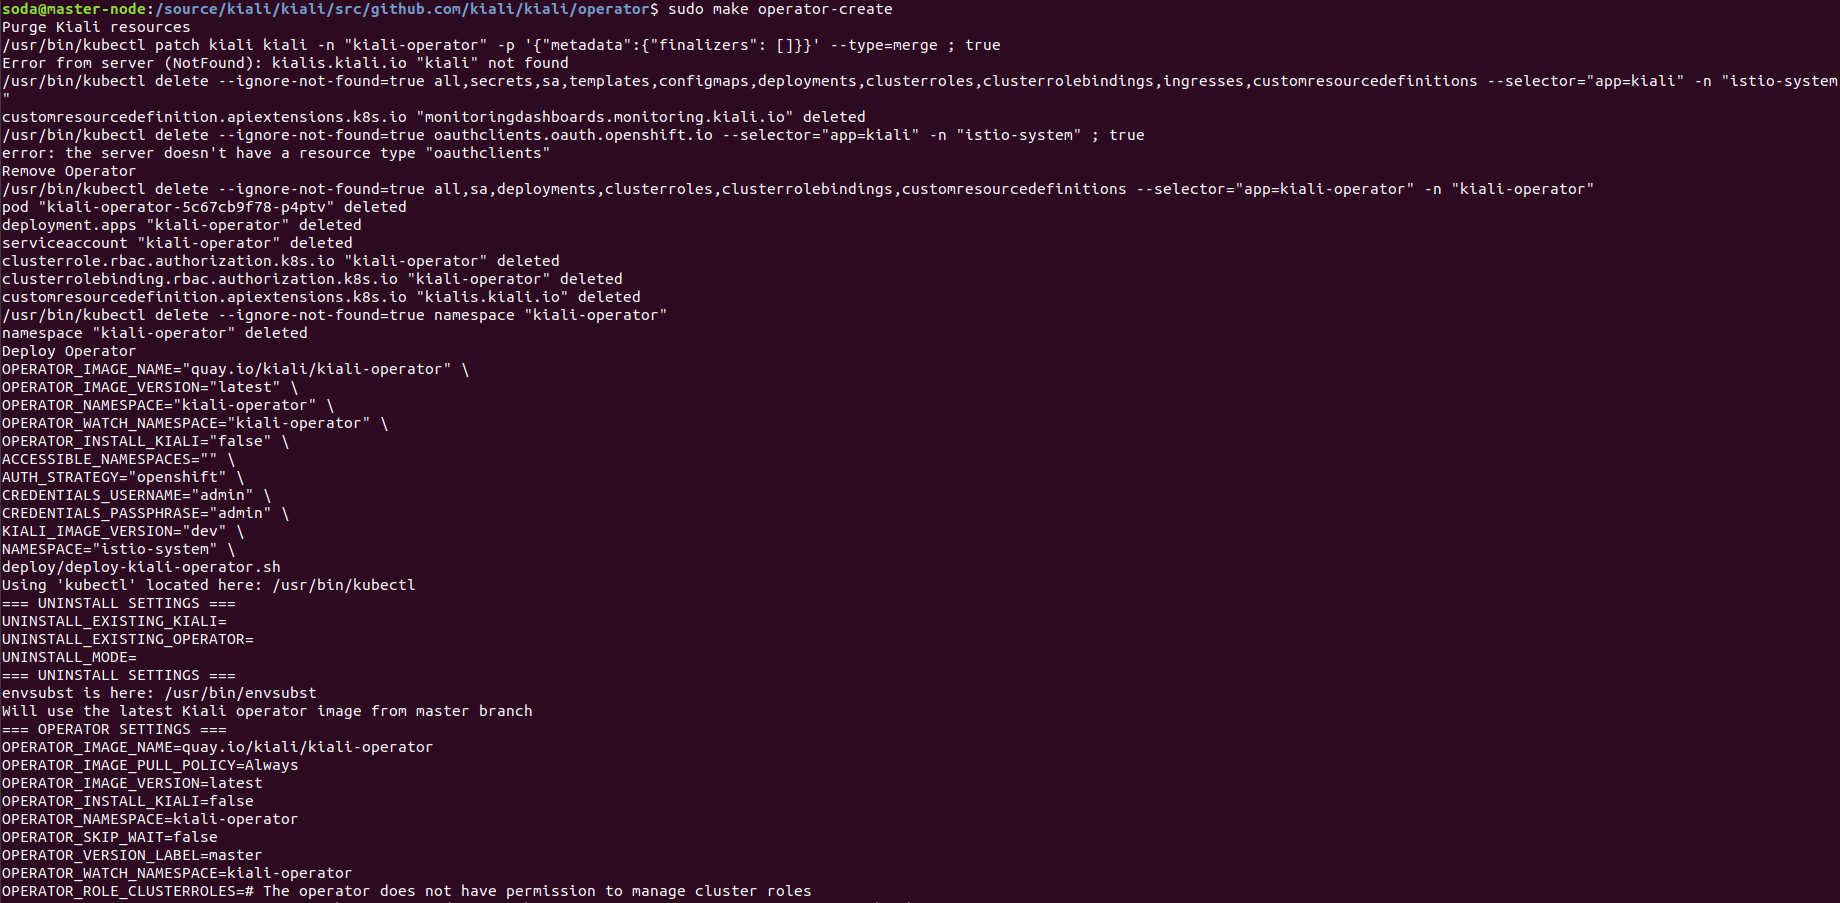 soda@master-node:/source/kiali/kiali/src/github.com/kiali/kiali/operator$ sudo make operator-create
Purge Kiali resources
/usr/bin/kubectl patch kiali kiali -n "kiali-operator" -p '{"metadata":{"finalizers": []}}' --type=merge ; true
Error from server (NotFound): kialis.kiali.io "kiali" not found
/usr/bin/kubectl delete --ignore-not-found=true all,secrets,sa,templates,configmaps,deployments,clusterroles,clusterrolebindings,ingresses,customresourcedefinitions --selector="app=kiali" -n "istio-system
"
customresourcedefinition.apiextensions.k8s.io "monitoringdashboards.monitoring.kiali.io" deleted
/usr/bin/kubectl delete --ignore-not-found=true oauthclients.oauth.openshift.io --selector="app=kiali" -n "istio-system" ; true
error: the server doesn't have a resource type "oauthclients"
Remove Operator
/usr/bin/kubectl delete --ignore-not-found=true all,sa,deployments,clusterroles,clusterrolebindings,customresourcedefinitions --selector="app=kiali-operator" -n "kiali-operator"
pod "kiali-operator-5c67cb9f78-p4ptv" deleted
deployment.apps "kiali-operator" deleted
serviceaccount "kiali-operator" deleted
clusterrole.rbac.authorization.k8s.io "kiali-operator" deleted
clusterrolebinding.rbac.authorization.k8s.io "kiali-operator" deleted
customresourcedefinition.apiextensions.k8s.io "kialis.kiali.io" deleted
/usr/bin/kubectl delete --ignore-not-found=true namespace "kiali-operator"
namespace "kiali-operator" deleted
Deploy Operator
OPERATOR_IMAGE_NAME="quay.io/kiali/kiali-operator" \
OPERATOR_IMAGE_VERSION="latest" \
OPERATOR_NAMESPACE="kiali-operator" \
OPERATOR_WATCH_NAMESPACE="kiali-operator" \
OPERATOR_INSTALL_KIALI="false" \
ACCESSIBLE_NAMESPACES="" \
AUTH_STRATEGY="openshift" \
CREDENTIALS_USERNAME="admin" \
CREDENTIALS_PASSPHRASE="admin" \
KIALI_IMAGE_VERSION="dev" \
NAMESPACE="istio-system" \
deploy/deploy-kiali-operator.sh
Using 'kubectl' located here: /usr/bin/kubectl
=== UNINSTALL SETTINGS ===
UNINSTALL_EXISTING_KIALI=
UNINSTALL_EXISTING_OPERATOR=
UNINSTALL_MODE=
=== UNINSTALL SETTINGS ===
envsubst is here: /usr/bin/envsubst
Will use the latest Kiali operator image from master branch
=== OPERATOR SETTINGS ===
OPERATOR_IMAGE_NAME=quay.io/kiali/kiali-operator
OPERATOR_IMAGE_PULL_POLICY=Always
OPERATOR_IMAGE_VERSION=latest
OPERATOR_INSTALL_KIALI=false
OPERATOR_NAMESPACE=kiali-operator
OPERATOR_SKIP_WAIT=false
OPERATOR_VERSION_LABEL=master
OPERATOR_WATCH_NAMESPACE=kiali-operator
OPERATOR_ROLE_CLUSTERROLES=# The operator does not have permission to manage cluster roles